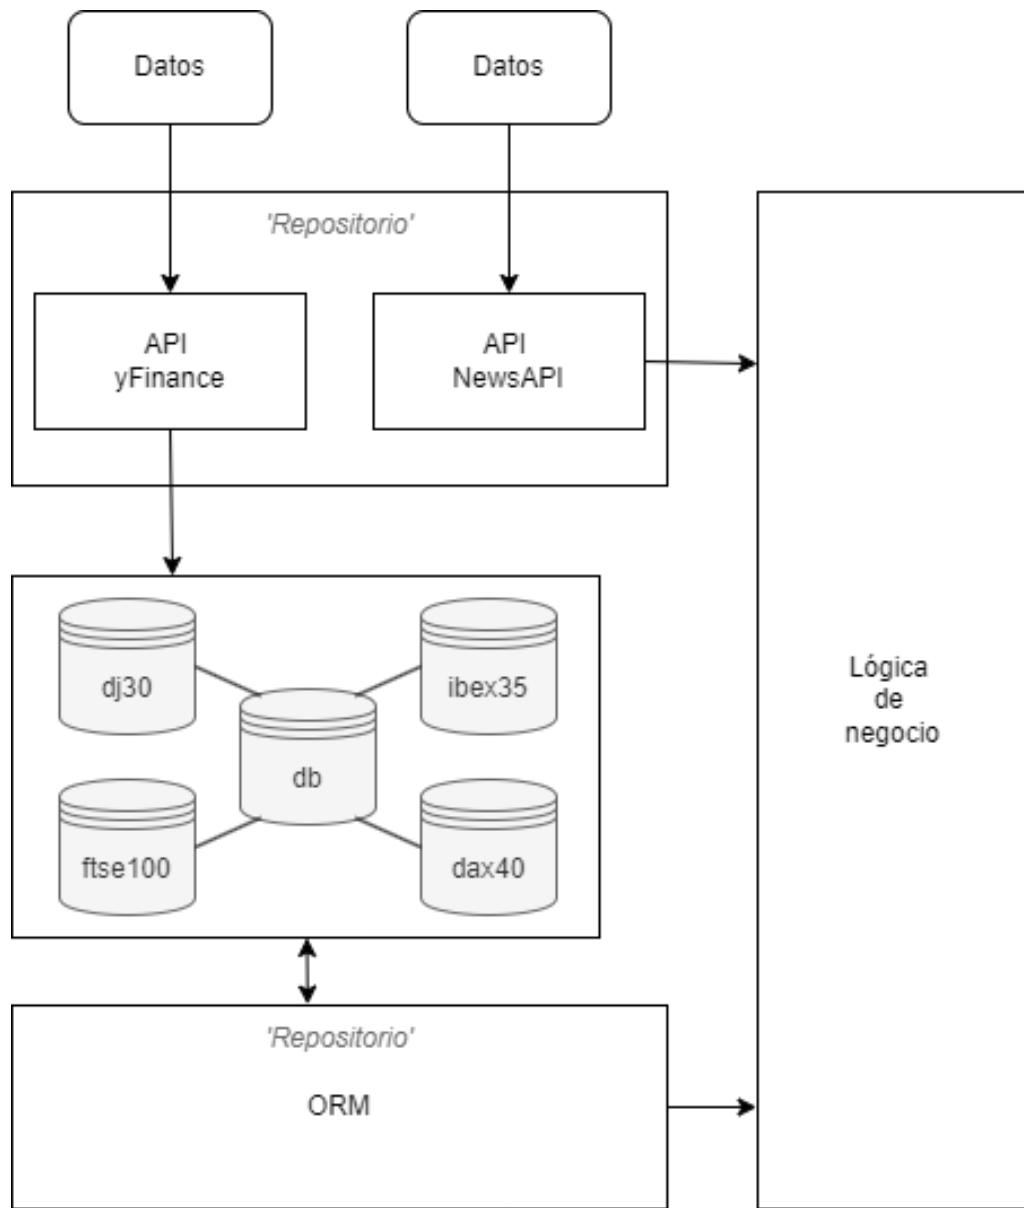 Datos
Datos
'Repositorio'
API
yFinance
API
NewsAPI
dj30
ibex35
db
ftse100
dax40
Lógica
de
negocio
'Repositorio'
ORM